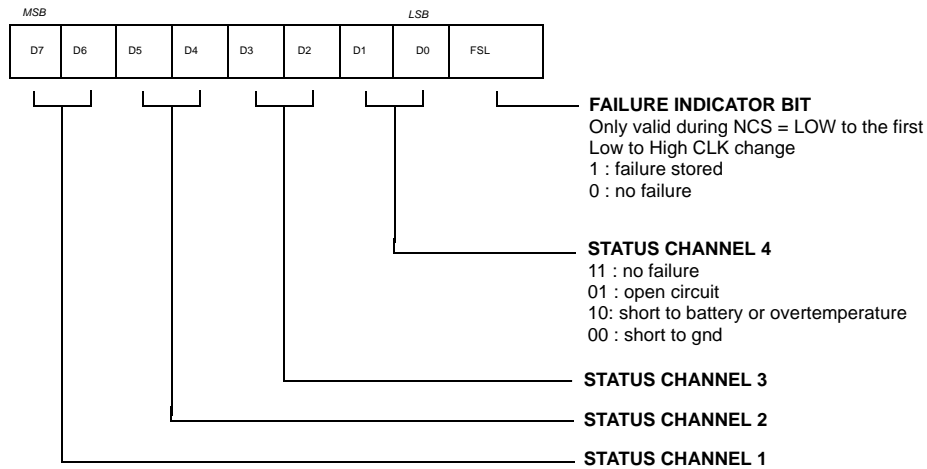 MSB LSB
D7 D6 D5 D4 D3 D2 D1 D0 FSL
FAILURE INDICATOR BIT
Only valid during NCS = LOW to the first
Low to High CLK change
1 : failure stored
0 : no failure
STATUS CHANNEL 4
11 : no failure
01 : open circuit
10: short to battery or overtemperature
00 : short to gnd
STATUS CHANNEL 3
STATUS CHANNEL 2
STATUS CHANNEL 1